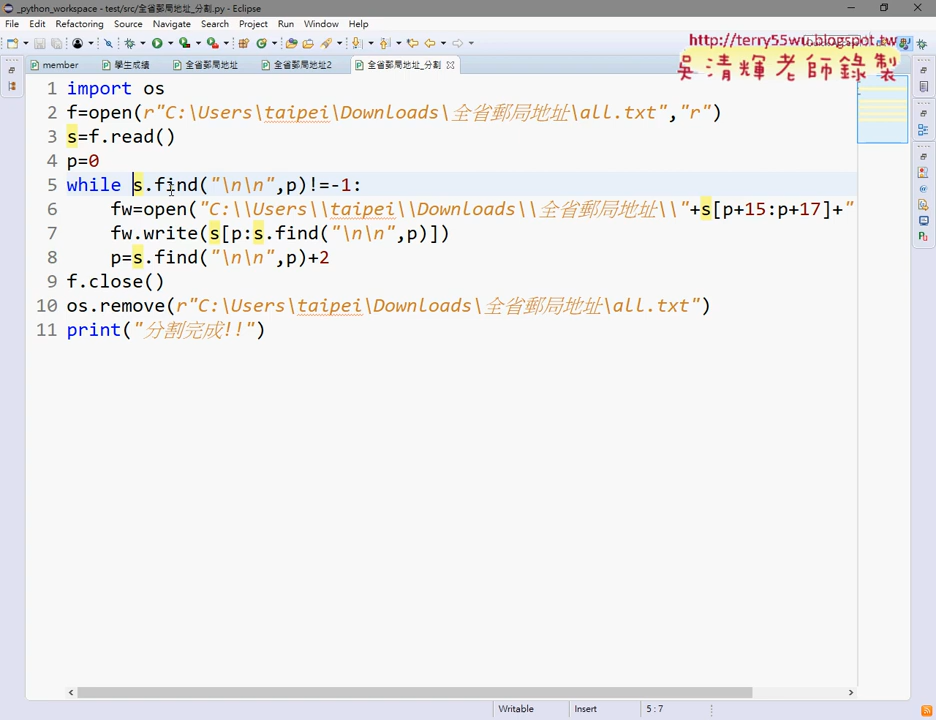 _python_workspace - test/src/全省郵局地址_分割.py - Eclipse
File Edit Refactoring Source Navigate Search Project Run Window Help
http://terry55wu.blogspot.tw
吳清輝老師錄製
member 學生成績 全省郵局地址 全省郵局地址2 全省郵局地址_分割
1 import os
2 f=open(r"C:\Users\taipei\Downloads\全省郵局地址\all.txt","r")
3 s=f.read()
4 p=0
5 while s.find("\n\n",p)!=-1:
6     fw=open("C:\\Users\\taipei\\Downloads\\全省郵局地址\\"+s[p+15:p+17]+"
7     fw.write(s[p:s.find("\n\n",p)])
8     p=s.find("\n\n",p)+2
9 f.close()
10 os.remove(r"C:\Users\taipei\Downloads\全省郵局地址\all.txt")
11 print("分割完成!!")
Writable Insert 5 : 7